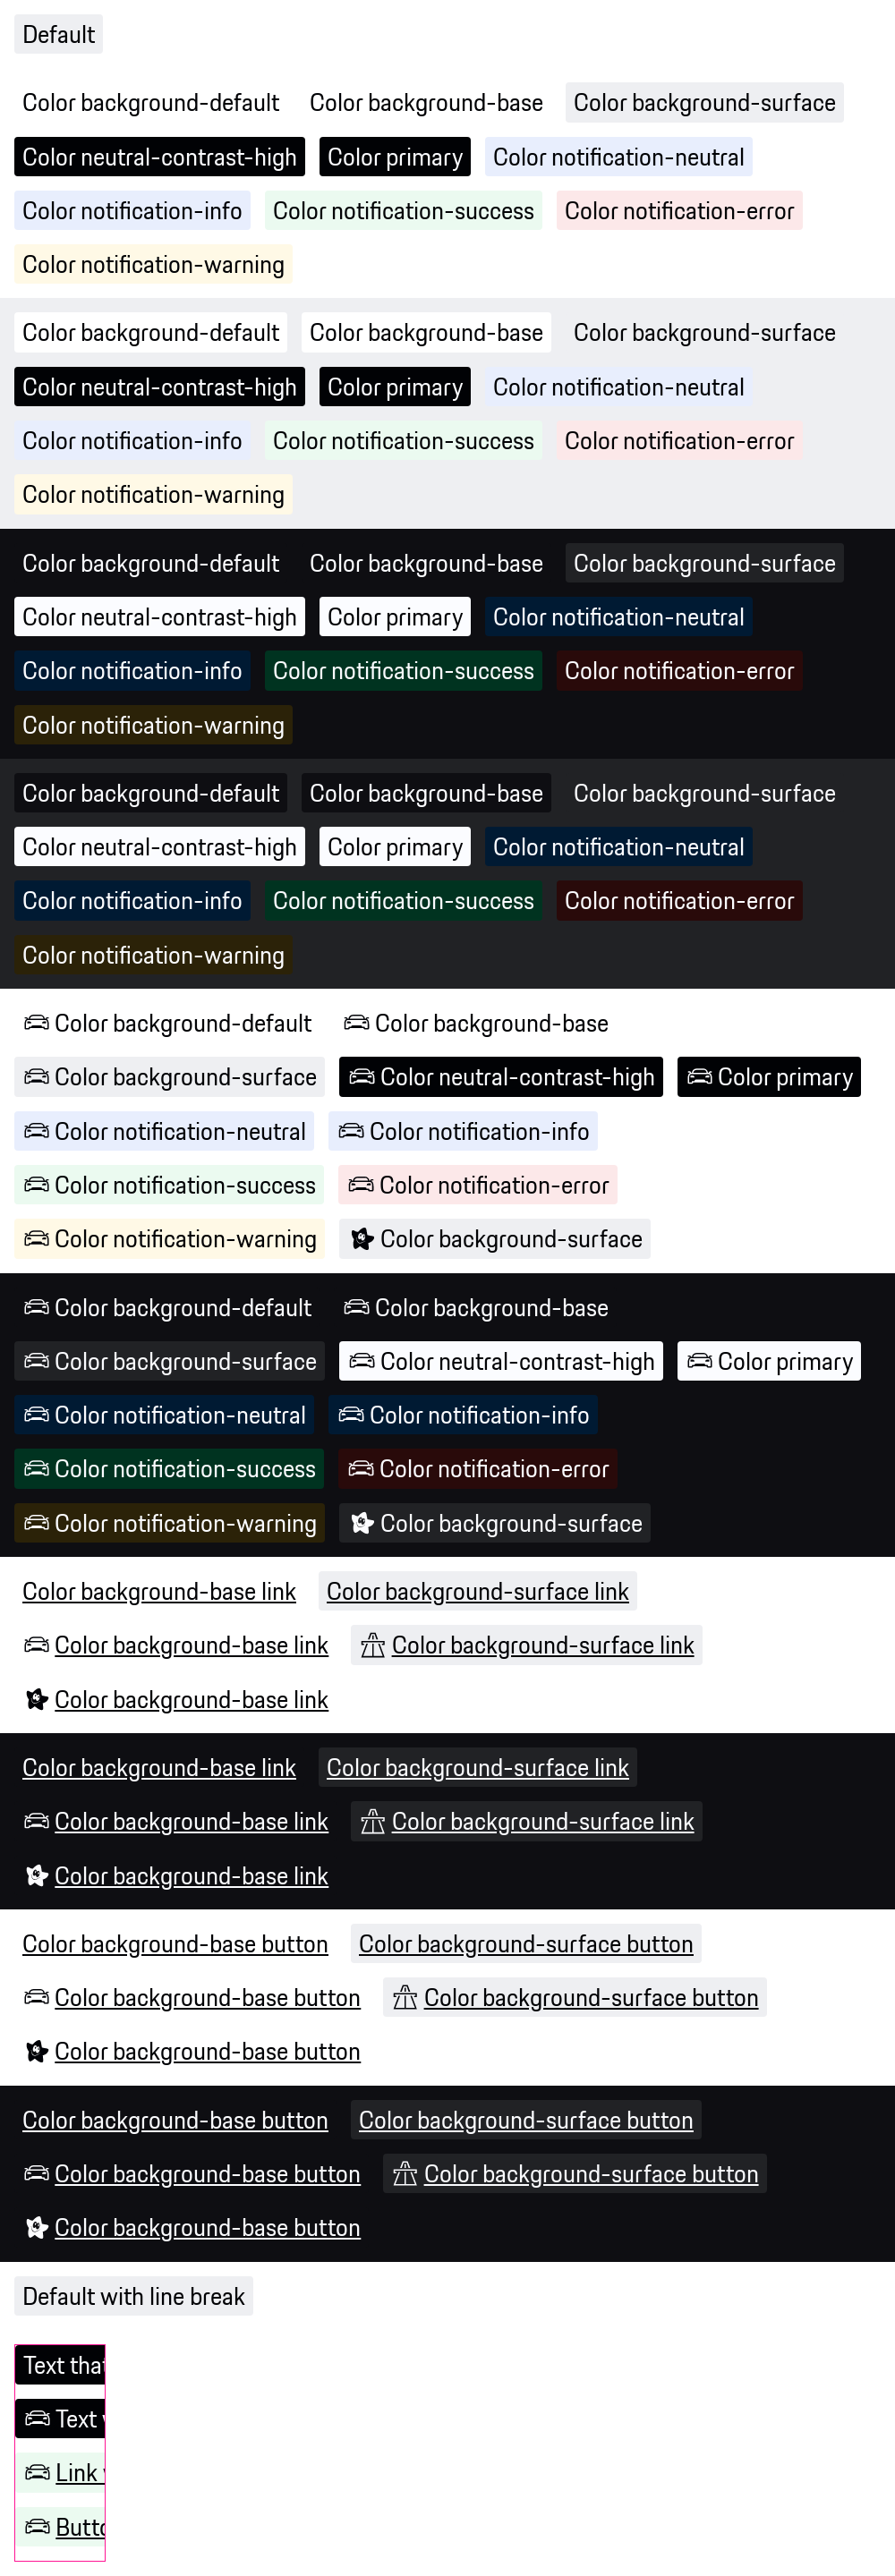 Default
Color background-default Color background-base Color background-surface
Color neutral-contrast-high Color primary Color notification-neutral
Color notification-info Color notification-success Color notification-error
Color notification-warning
Color background-default Color background-base Color background-surface
Color neutral-contrast-high Color primary Color notification-neutral
Color notification-info Color notification-success Color notification-error
Color notification-warning
Color background-default Color background-base Color background-surface
Color neutral-contrast-high Color primary Color notification-neutral
Color notification-info Color notification-success Color notification-error
Color notification-warning
Color background-default Color background-base Color background-surface
Color neutral-contrast-high Color primary Color notification-neutral
Color notification-info Color notification-success Color notification-error
Color notification-warning
Color background-default Color background-base
Color background-surface Color neutral-contrast-high Color primary
Color notification-neutral Color notification-info
Color notification-success Color notification-error
Color notification-warning Color background-surface
Color background-default Color background-base
Color background-surface Color neutral-contrast-high Color primary
Color notification-neutral Color notification-info
Color notification-success Color notification-error
Color notification-warning Color background-surface
Color background-base link Color background-surface link
Color background-base link Color background-surface link
Color background-base link
Color background-base link Color background-surface link
Color background-base link Color background-surface link
Color background-base link
Color background-base button Color background-surface button
Color background-base button Color background-surface button
Color background-base button
Color background-base button Color background-surface button
Color background-base button Color background-surface button
Color background-base button
Default with line break
Text that
Text
Link
Butto